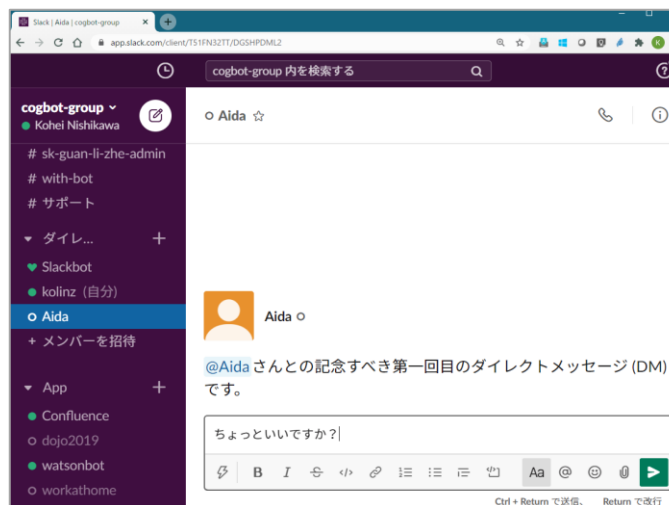 Slack | Aida | cogbot-group
app.slack.com/client/T51FN32TT/DGSHPDML2
cogbot-group 内を検索する
cogbot-group
Kohei Nishikawa
# sk-guan-li-zhe-admin
# with-bot
# サポート
ダイレ...
Slackbot
kolinz (自分)
Aida
+ メンバーを招待
App
Confluence
dojo2019
watsonbot
workathome
Aida
Aida
@Aida さんとの記念すべき第一回目のダイレクトメッセージ (DM)
です。
ちょっといいですか?
B I S </> Aa @
Ctrl + Return で送信、 Return で改行